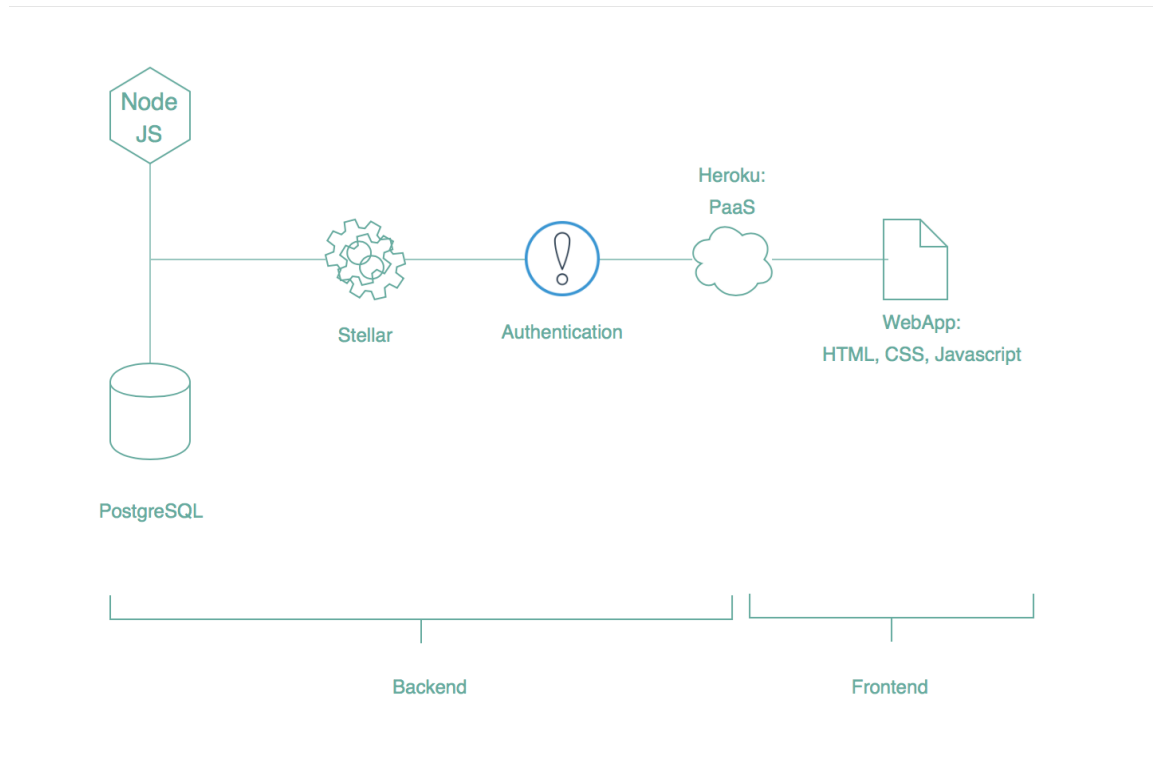 Node
JS
Heroku:
PaaS
Stellar
Authentication
WebApp:
HTML, CSS, Javascript
PostgreSQL
Backend
Frontend